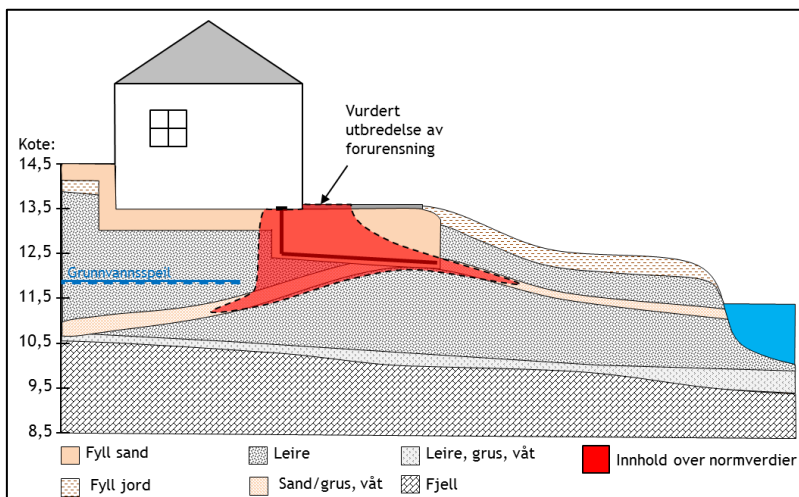 Vurdert
utbredelse av
forurensning
Kote:
14,5
13,5
12,5
Grunnvannsspeil
11,5
10,5
9,5
8,5
Fyll sand
Leire
Leire, grus, våt
Innhold over normverdier
Fyll jord
Sand/grus, våt
Fjell